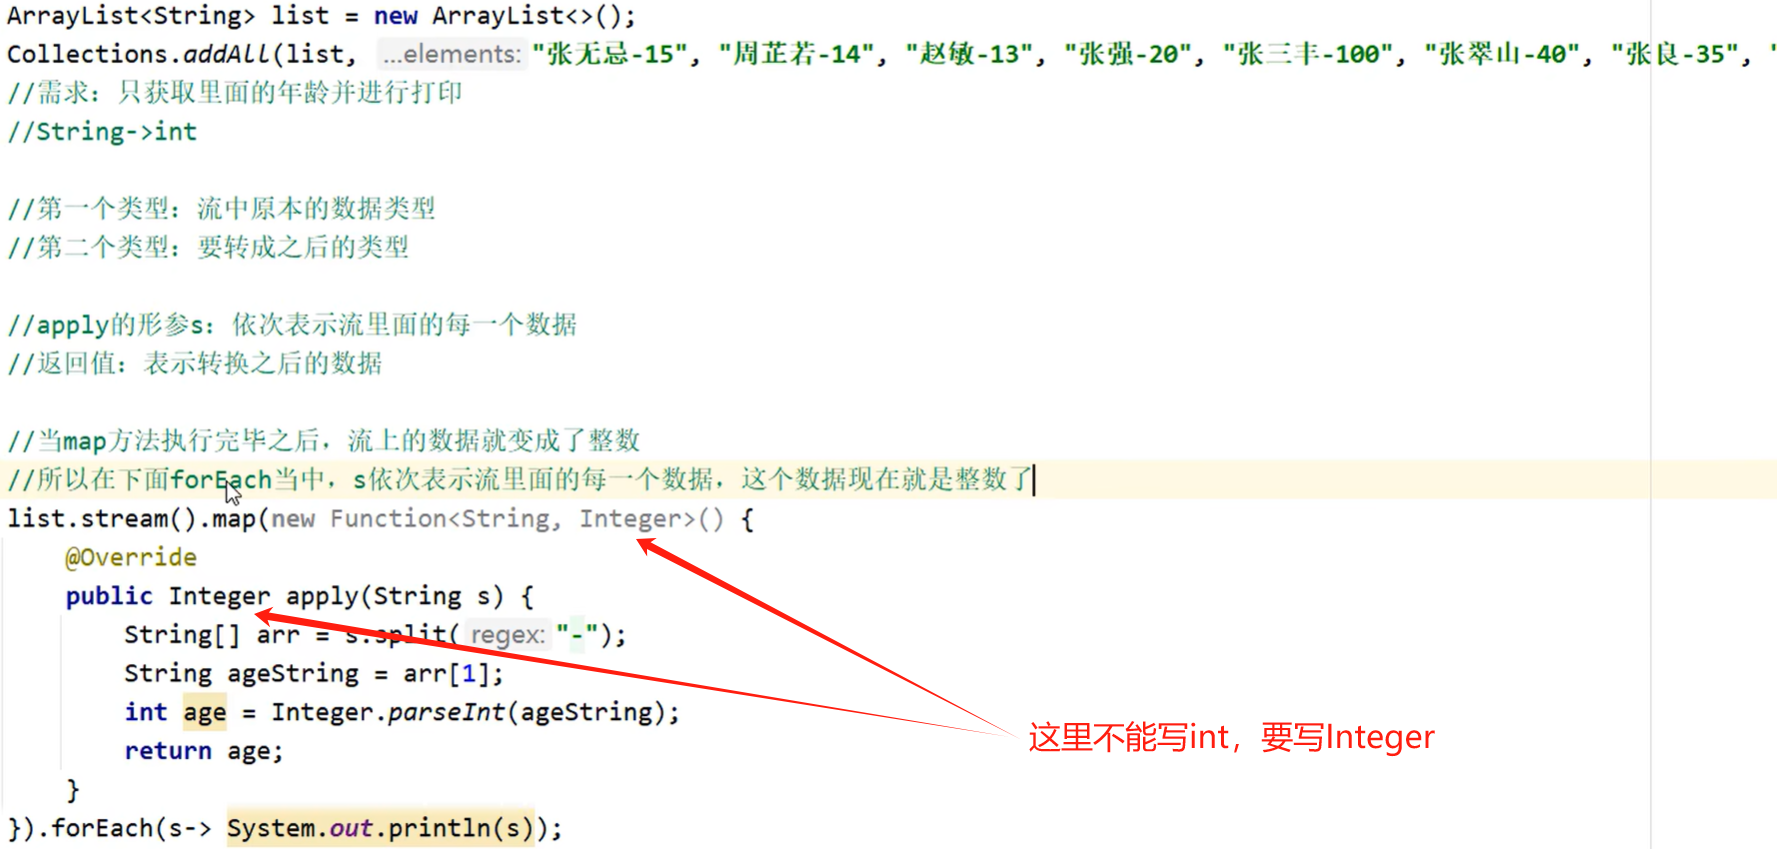 ArrayList<String> list = new ArrayList<>();
Collections.addAll(list, ...elements: "张无忌-15", "周芷若-14", "赵敏-13", "张强-20", "张三丰-100", "张翠山-40", "张良-35", "
//需求：只获取里面的年龄并进行打印
//String->int
//第一个类型：流中原本的数据类型
//第二个类型：要转成之后的类型
//apply的形参s：依次表示流里面的每一个数据
//返回值：表示转换之后的数据
//当map方法执行完毕之后，流上的数据就变成了整数
//所以在下面forEach当中，s依次表示流里面的每一个数据，这个数据现在就是整数了
list.stream().map(new Function<String, Integer>() {
@Override
public Integer apply(String s) {
String[] arr = s.split( regex: "-");
String ageString = arr[1];
int age = Integer.parseInt(ageString);
这里不能写int，要写Integer
return age;
}
}).forEach(s-> System.out.println(s));